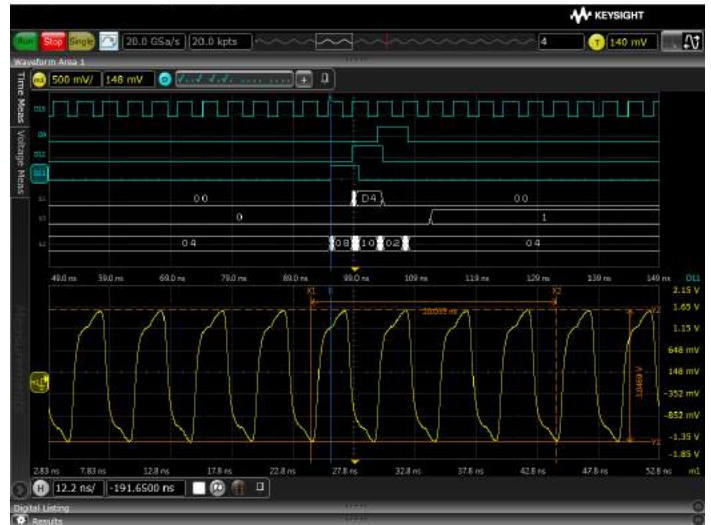 KEYSIGHT
Run Stop Single 20.0 GSa/s 20.0 kpts 4 T 140 mV
Waveform Area 1
Time Meas
Voltage Meas
500 mV/ 148 mV
D11
00 D4 00
0 1
04 08 10 02 04
49.0 ns 59.0 ns 69.0 ns 79.0 ns 89.0 ns 99.0 ns 109 ns 119 ns 129 ns 139 ns 149 ns D11
X1 X2
2.15 V
1.65 V
Y2
1.15 V
648 mV
148 mV
-352 mV
-852 mV
-1.35 V
Y1
-1.85 V
Measurements
2.83 ns 7.83 ns 12.8 ns 17.8 ns 22.8 ns 27.8 ns 32.8 ns 37.8 ns 42.8 ns 47.8 ns 52.8 ns m1
H 12.2 ns/ -191.6500 ns
Digital Listing
Results